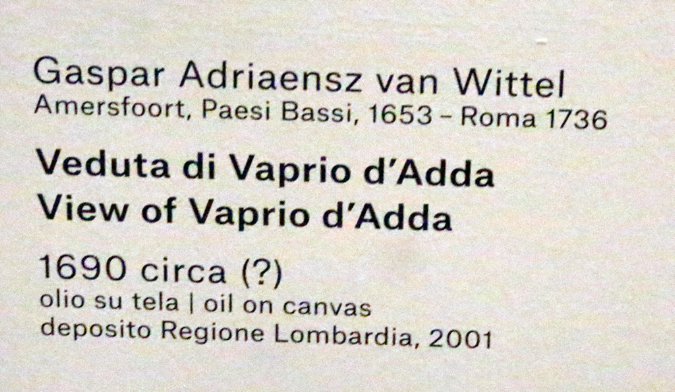 Gaspar Adriaensz van Wittel
Amersfoort, Paesi Bassi, 1653 – Roma 1736
Veduta di Vaprio d'Adda
View of Vaprio d'Adda
1690 circa (?)
olio su tela | oil on canvas
deposito Regione Lombardia, 2001